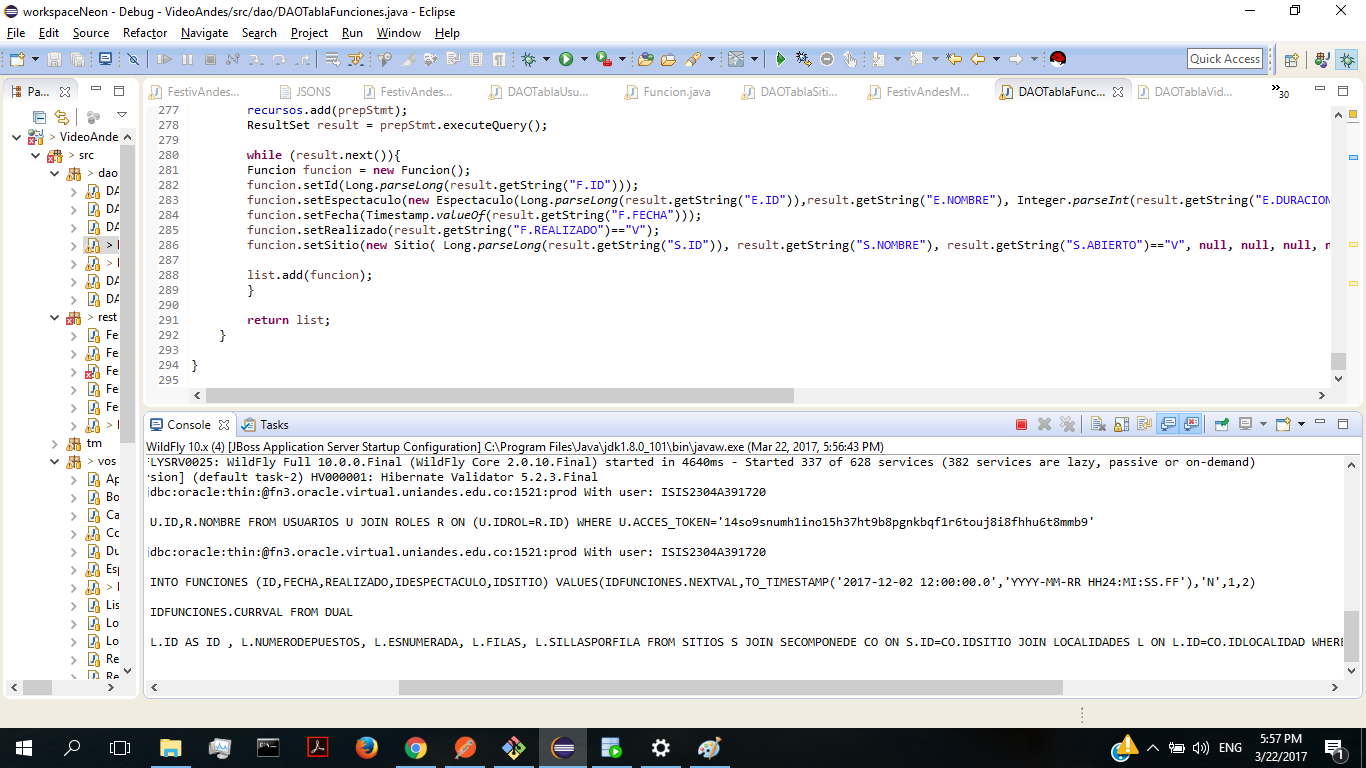 workspaceNeon - Debug - VideoAndes/src/dao/DAOTablaFunciones.java - Eclipse
File Edit Source Refactor Navigate Search Project Run Window Help
Quick Access
Pa...
FestivAndes... JSONS FestivAndes... DAOTablaUsu... Funcion.java DAOTablaSiti... FestivAndesM... DAOTablaFunc... DAOTablaVid... 30
> VideoAnde
> src
> dao
DA
DA
DA
> I
> I
DA
DA
> rest
Fe
Fe
Fe
Fe
Fe
> I
tm
> vos
Ap
Bo
Ca
Co
Du
Esp
> I
Lis
Lo
Lo
Re
Re
277 recursos.add(prepStmt);
278 ResultSet result = prepStmt.executeQuery();
279
280 while (result.next()){
281 Funcion funcion = new Funcion();
282 funcion.setId(Long.parseLong(result.getString("F.ID")));
283 funcion.setEspectaculo(new Espectaculo(Long.parseLong(result.getString("E.ID")),result.getString("E.NOMBRE"), Integer.parseInt(result.getString("E.DURACION
284 funcion.setFecha(Timestamp.valueOf(result.getString("F.FECHA")));
285 funcion.setRealizado(result.getString("F.REALIZADO")=="V");
286 funcion.setSitio(new Sitio( Long.parseLong(result.getString("S.ID")), result.getString("S.NOMBRE"), result.getString("S.ABIERTO")=="V", null, null, null, n
287
288 list.add(funcion);
289 }
290
291 return list;
292 }
293
294 }
295
Console Tasks
WildFly 10.x (4) [JBoss Application Server Startup Configuration] C:\Program Files\Java\jdk1.8.0_101\bin\javaw.exe (Mar 22, 2017, 5:56:43 PM)
FLYSRV0025: WildFly Full 10.0.0.Final (WildFly Core 2.0.10.Final) started in 4640ms - Started 337 of 628 services (382 services are lazy, passive or on-demand)
rsion] (default task-2) HV000001: Hibernate Validator 5.2.3.Final
jdbc:oracle:thin:@fn3.oracle.virtual.uniandes.edu.co:1521:prod With user: ISIS2304A391720
U.ID,R.NOMBRE FROM USUARIOS U JOIN ROLES R ON (U.IDROL=R.ID) WHERE U.ACCES_TOKEN='14so9snumh1ino15h37ht9b8pgnkbqf1r6touj8i8fhhu6t8mmb9'
jdbc:oracle:thin:@fn3.oracle.virtual.uniandes.edu.co:1521:prod With user: ISIS2304A391720
INTO FUNCIONES (ID,FECHA,REALIZADO,IDESPECTACULO,IDSITIO) VALUES(IDFUNCIONES.NEXTVAL,TO_TIMESTAMP('2017-12-02 12:00:00.0','YYYY-MM-RR HH24:MI:SS.FF'),'N',1,2)
IDFUNCIONES.CURRVAL FROM DUAL
L.ID AS ID , L.NUMERODEPUESTOS, L.ESNUMERADA, L.FILAS, L.SILLASPORFILA FROM SITIOS S JOIN SECOMPONEDE CO ON S.ID=CO.IDSITIO JOIN LOCALIDADES L ON L.ID=CO.IDLOCALIDAD WHERE
ENG
5:57 PM
3/22/2017
1